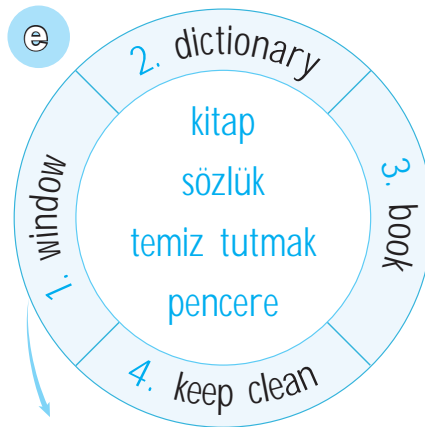 e
1. window
2. dictionary
3. book
4. keep clean
kitap
sözlük
temiz tutmak
pencere